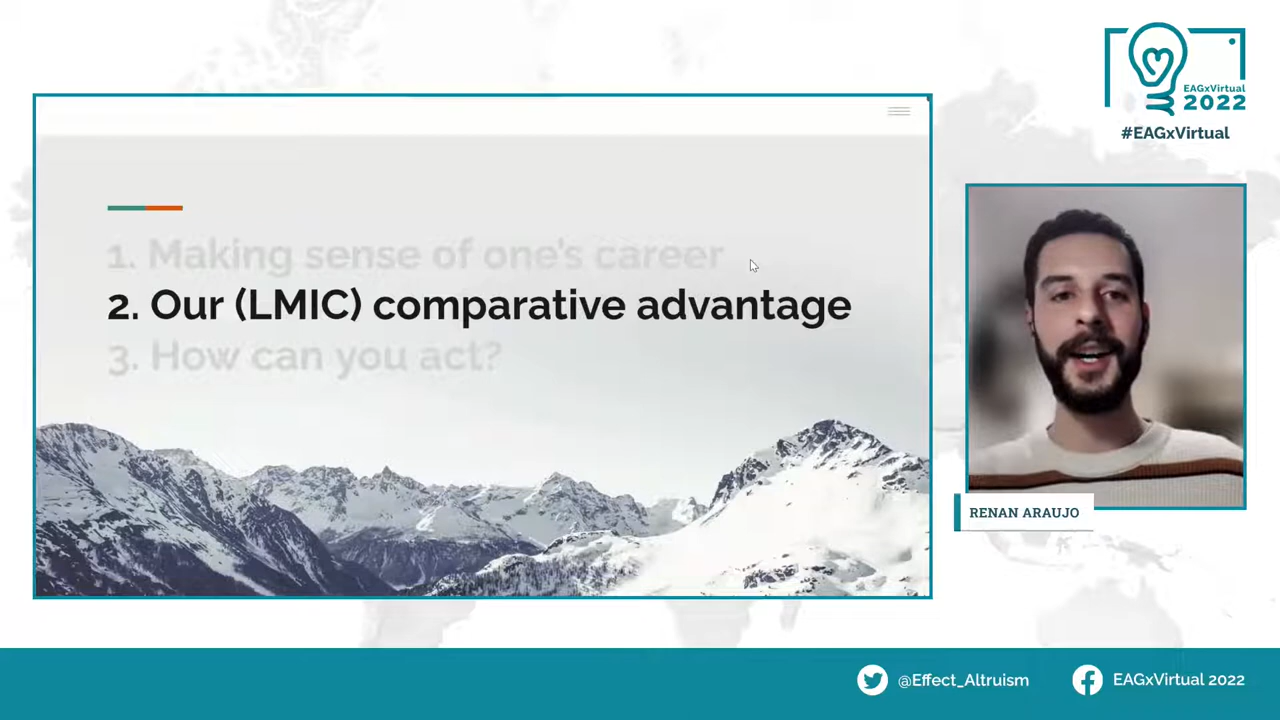 EAGxVirtual
2022
#EAGxVirtual
1. Making sense of one's career
2. Our (LMIC) comparative advantage
3. How can you act?
RENAN ARAUJO
@Effect_Altruism
EAGxVirtual 2022